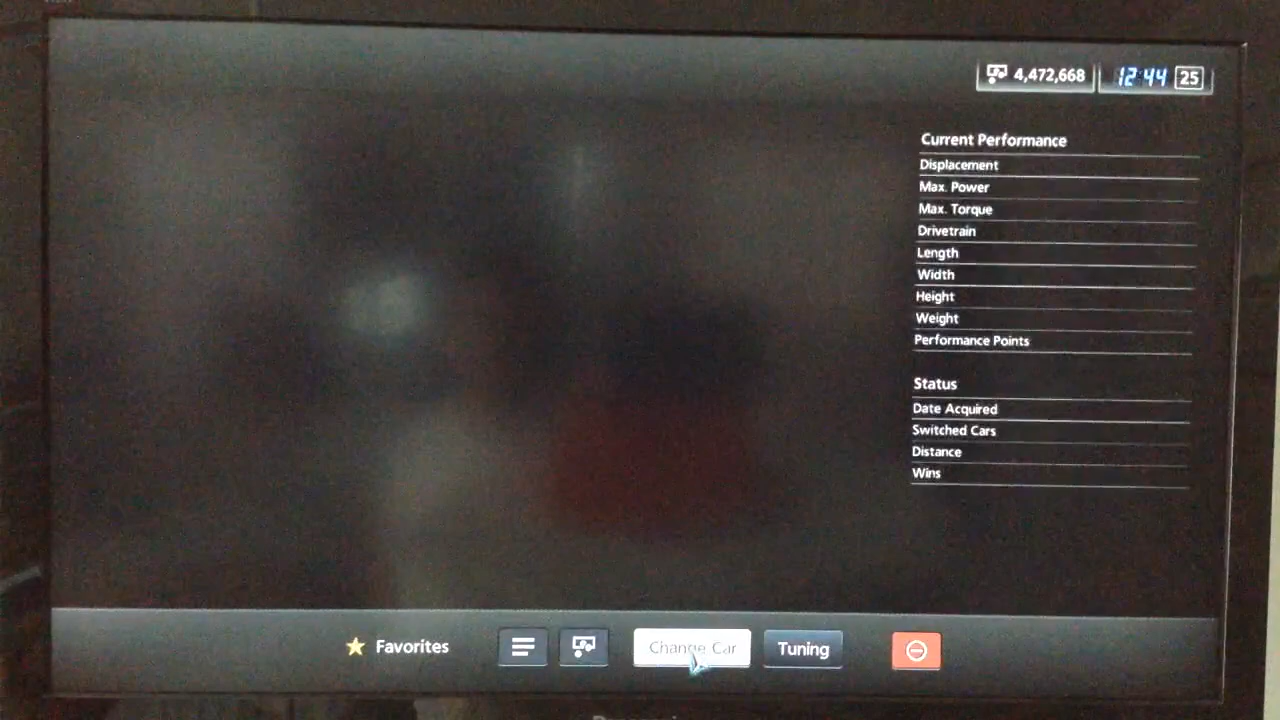 4,472,668
12:44
25
Current Performance
Displacement
Max. Power
Max. Torque
Drivetrain
Length
Width
Height
Weight
Performance Points
Status
Date Acquired
Switched Cars
Distance
Wins
Favorites
Change Car
Tuning